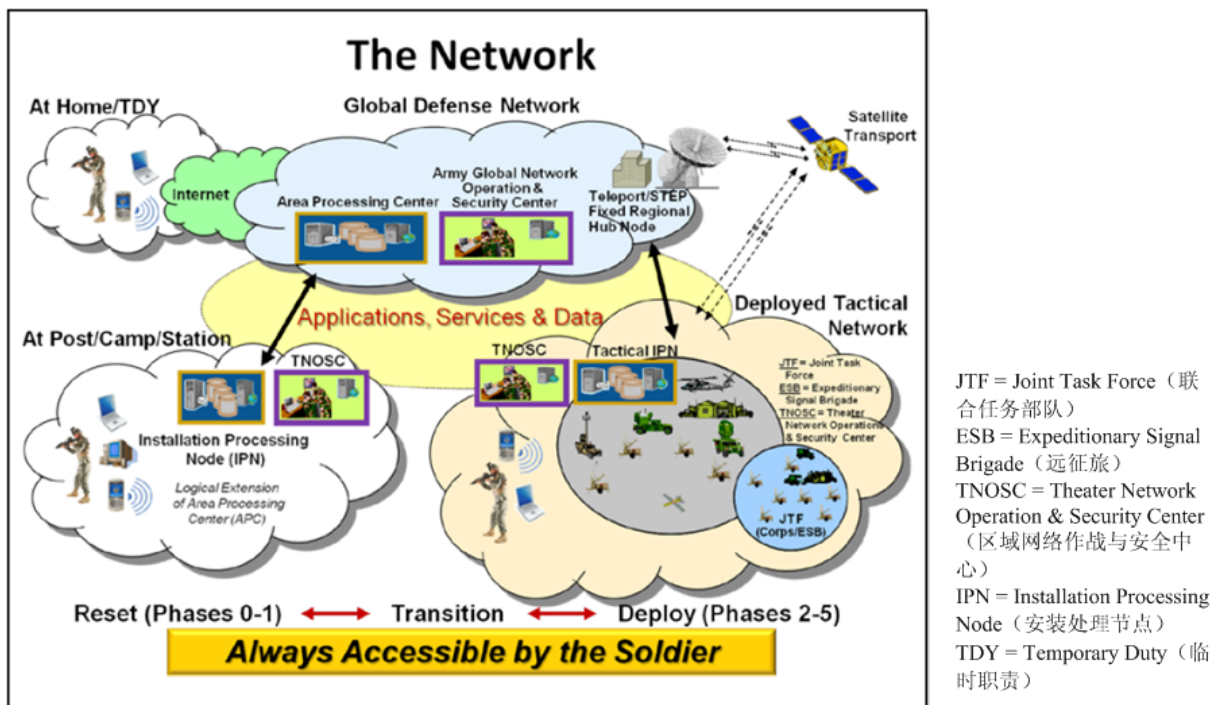 The Network
At Home/TDY
Global Defense Network
Satellite
Transport
Internet
Area Processing Center
Army Global Network
Operation &
Security Center
Teleport/STEP
Fixed Regional
Hub Node
Applications, Services & Data
Deployed Tactical
Network
At Post/Camp/Station
TNOSC
Installation Processing
Node (IPN)
Logical Extension
of Area Processing
Center (APC)
TNOSC
Tactical IPN
JTF = Joint Task
Force
ESB = Expeditionary
Signal Brigade
TNOSC = Theater
Network Operations
& Security Center
JTF
(Corps/ESB)
Reset (Phases 0-1)
Transition
Deploy (Phases 2-5)
Always Accessible by the Soldier
JTF = Joint Task Force（联
合任务部队）
ESB = Expeditionary Signal
Brigade（远征旅）
TNOSC = Theater Network
Operation & Security Center
（区域网络作战与安全中
心）
IPN = Installation Processing
Node（安装处理节点）
TDY = Temporary Duty（临
时职责）